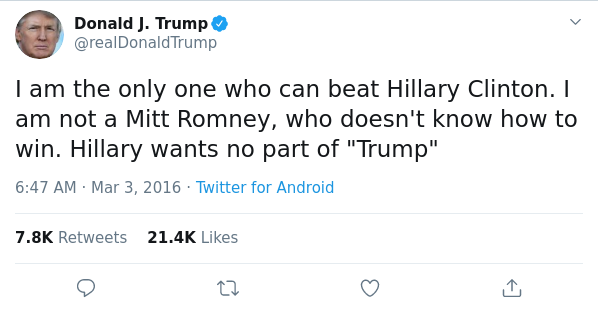 Donald J. Trump
@realDonaldTrump
I am the only one who can beat Hillary Clinton. I
am not a Mitt Romney, who doesn't know how to
win. Hillary wants no part of "Trump"
6:47 AM · Mar 3, 2016 · Twitter for Android
7.8K Retweets 21.4K Likes